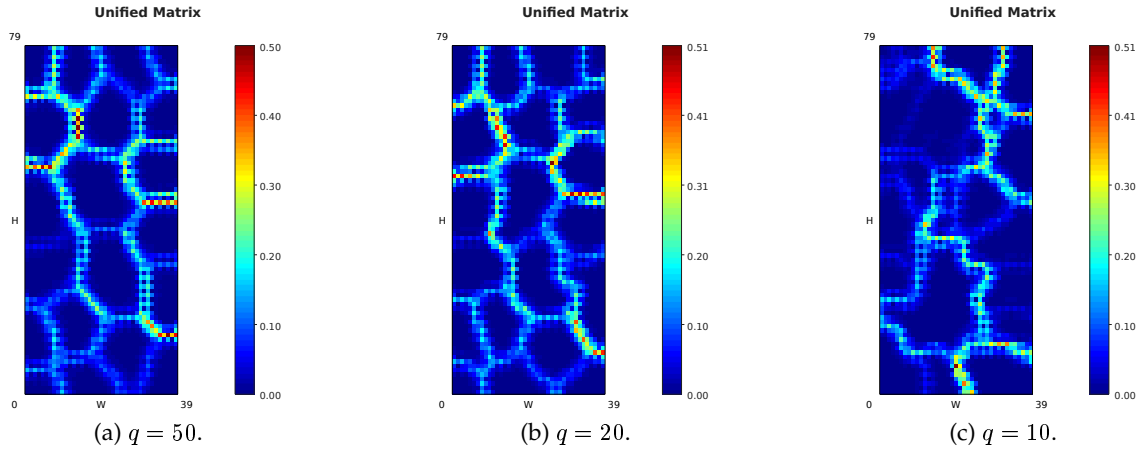 Unified Matrix
79
H
0
W
39
0.50
0.40
0.30
0.20
0.10
0.00
(a) q = 50.
Unified Matrix
79
H
0
W
39
0.51
0.41
0.31
0.20
0.10
0.00
(b) q = 20.
Unified Matrix
79
H
0
W
39
0.51
0.41
0.31
0.20
0.10
0.00
(c) q = 10.